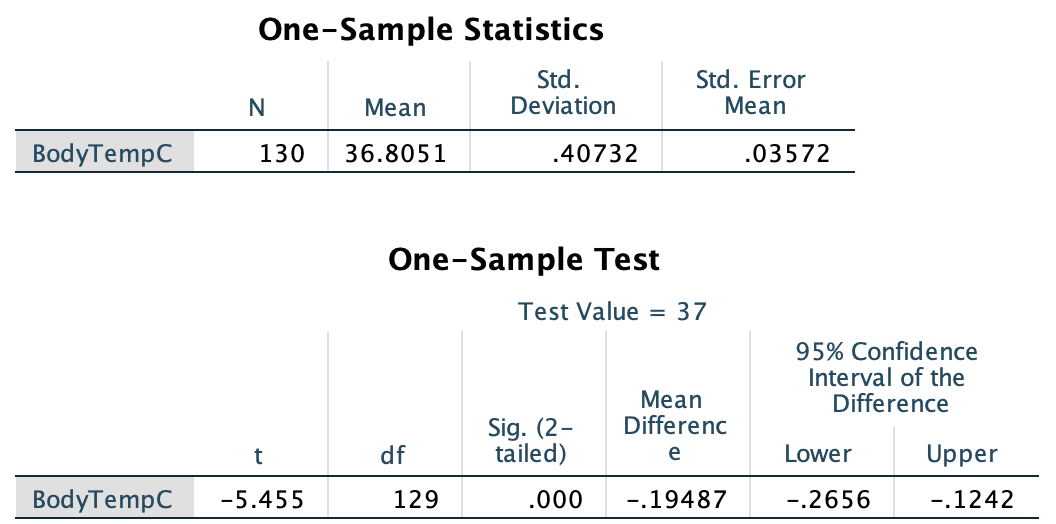 One-Sample Statistics
N Mean Std. Deviation Std. Error Mean
BodyTempC 130 36.8051 .40732 .03572
One-Sample Test
Test Value = 37
t df Sig. (2-tailed) Mean Differenc e 95% Confidence Interval of the Difference
Lower Upper
BodyTempC -5.455 129 .000 -.19487 -.2656 -.1242